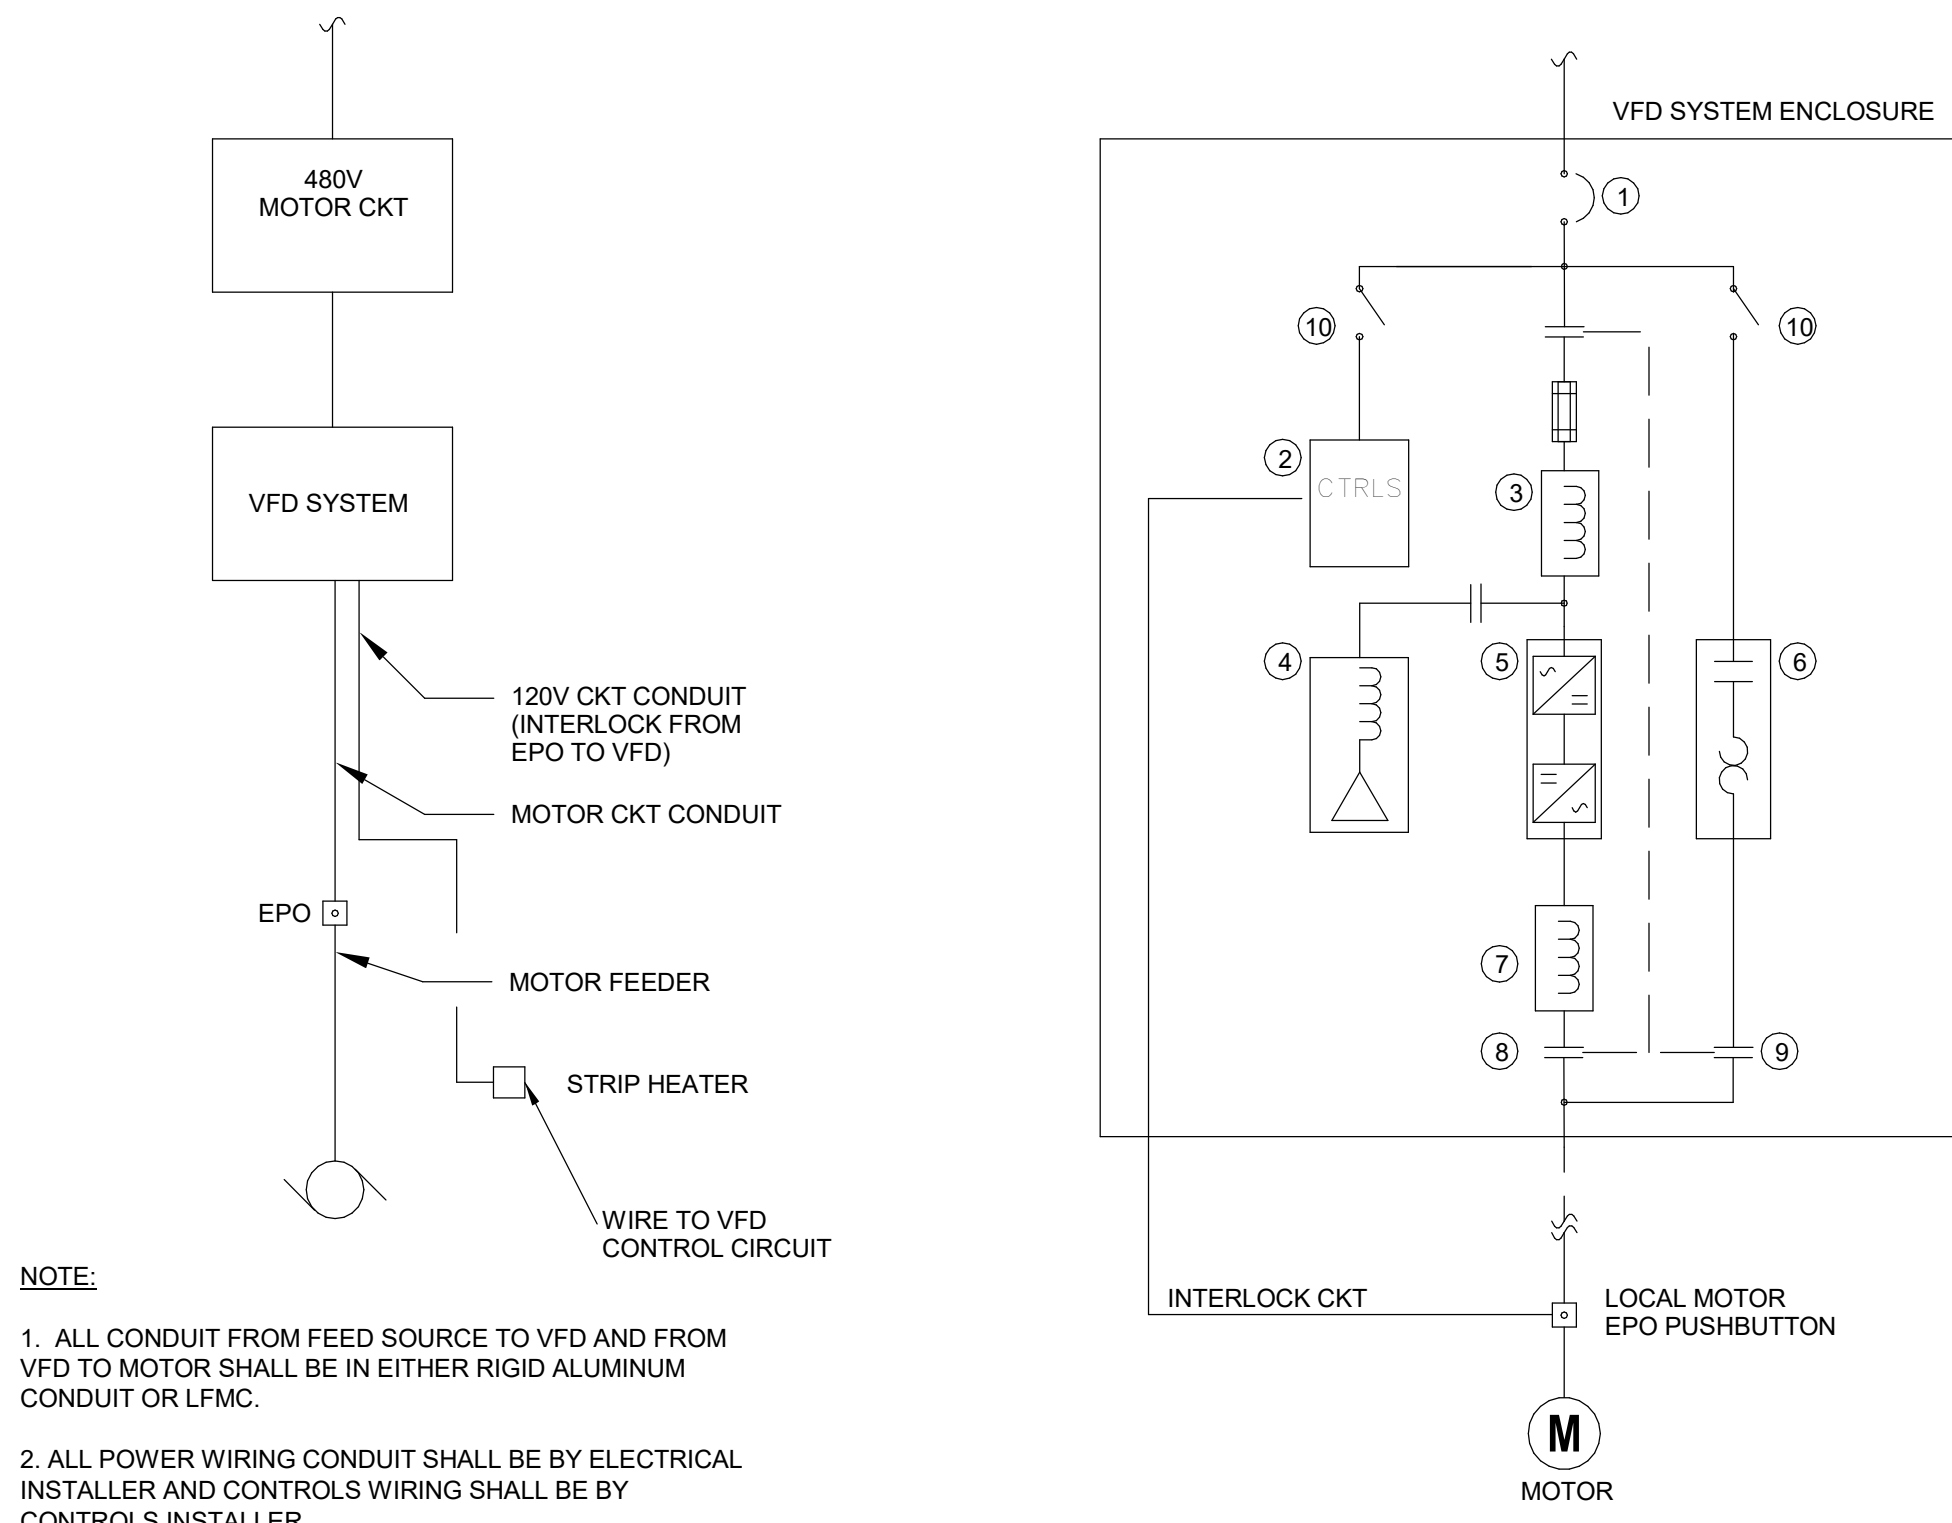 480V
MOTOR CKT
VFD SYSTEM
120V CKT CONDUIT
(INTERLOCK FROM
EPO TO VFD)
MOTOR CKT CONDUIT
EPO
MOTOR FEEDER
STRIP HEATER
WIRE TO VFD
CONTROL CIRCUIT
NOTE:
1. ALL CONDUIT FROM FEED SOURCE TO VFD AND FROM
VFD TO MOTOR SHALL BE IN EITHER RIGID ALUMINUM
CONDUIT OR LFMC.
2. ALL POWER WIRING CONDUIT SHALL BE BY ELECTRICAL
INSTALLER AND CONTROLS WIRING SHALL BE BY
CONTROLS INSTALLER
VFD SYSTEM ENCLOSURE
1
10
10
2
CTRLS
3
4
5
6
7
8
9
INTERLOCK CKT
LOCAL MOTOR
EPO PUSHBUTTON
M
MOTOR